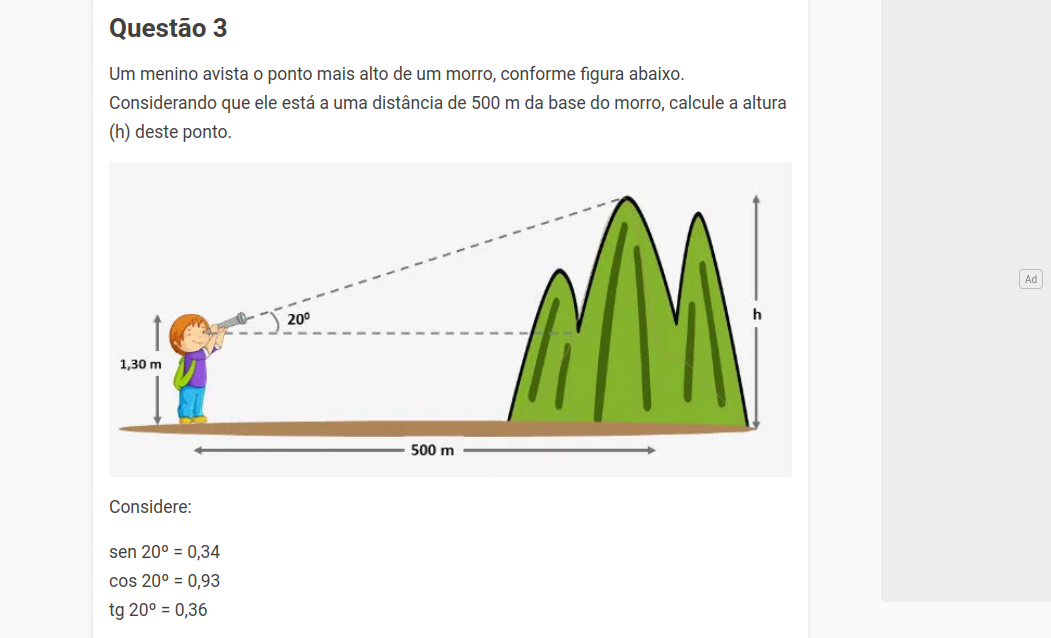 Questão 3
Um menino avista o ponto mais alto de um morro, conforme figura abaixo.
Considerando que ele está a uma distância de 500 m da base do morro, calcule a altura
(h) deste ponto.
20º
h
1,30 m
500 m
Considere:
sen 20º = 0,34
cos 20º = 0,93
tg 20º = 0,36
Ad